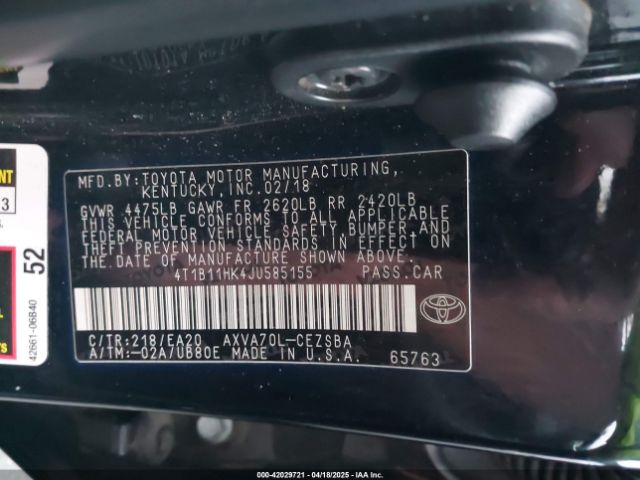 MFD.BY:TOYOTA MOTOR MANUFACTURING,
KENTUCKY,INC.02/18
GVWR 4475LB GAWR FR 2620LB RR 2420LB
THIS VEHICLE CONFORMS TO ALL APPLICABLE
FEDERAL MOTOR VEHICLE SAFETY, BUMPER, AND
THEFT PREVENTION STANDARDS IN EFFECT ON
THE DATE OF MANUFACTURE SHOWN ABOVE.
4T1B11HK4JU585155 PASS.CAR
C/TR:218/EA20 AXVA70L-CEZSBA
A/TM:-02A/UB80E MADE IN U.S.A.
65763
TOYOTA
52
42661-06B40
3
000-42029721 - 04/18/2025 - IAA Inc.